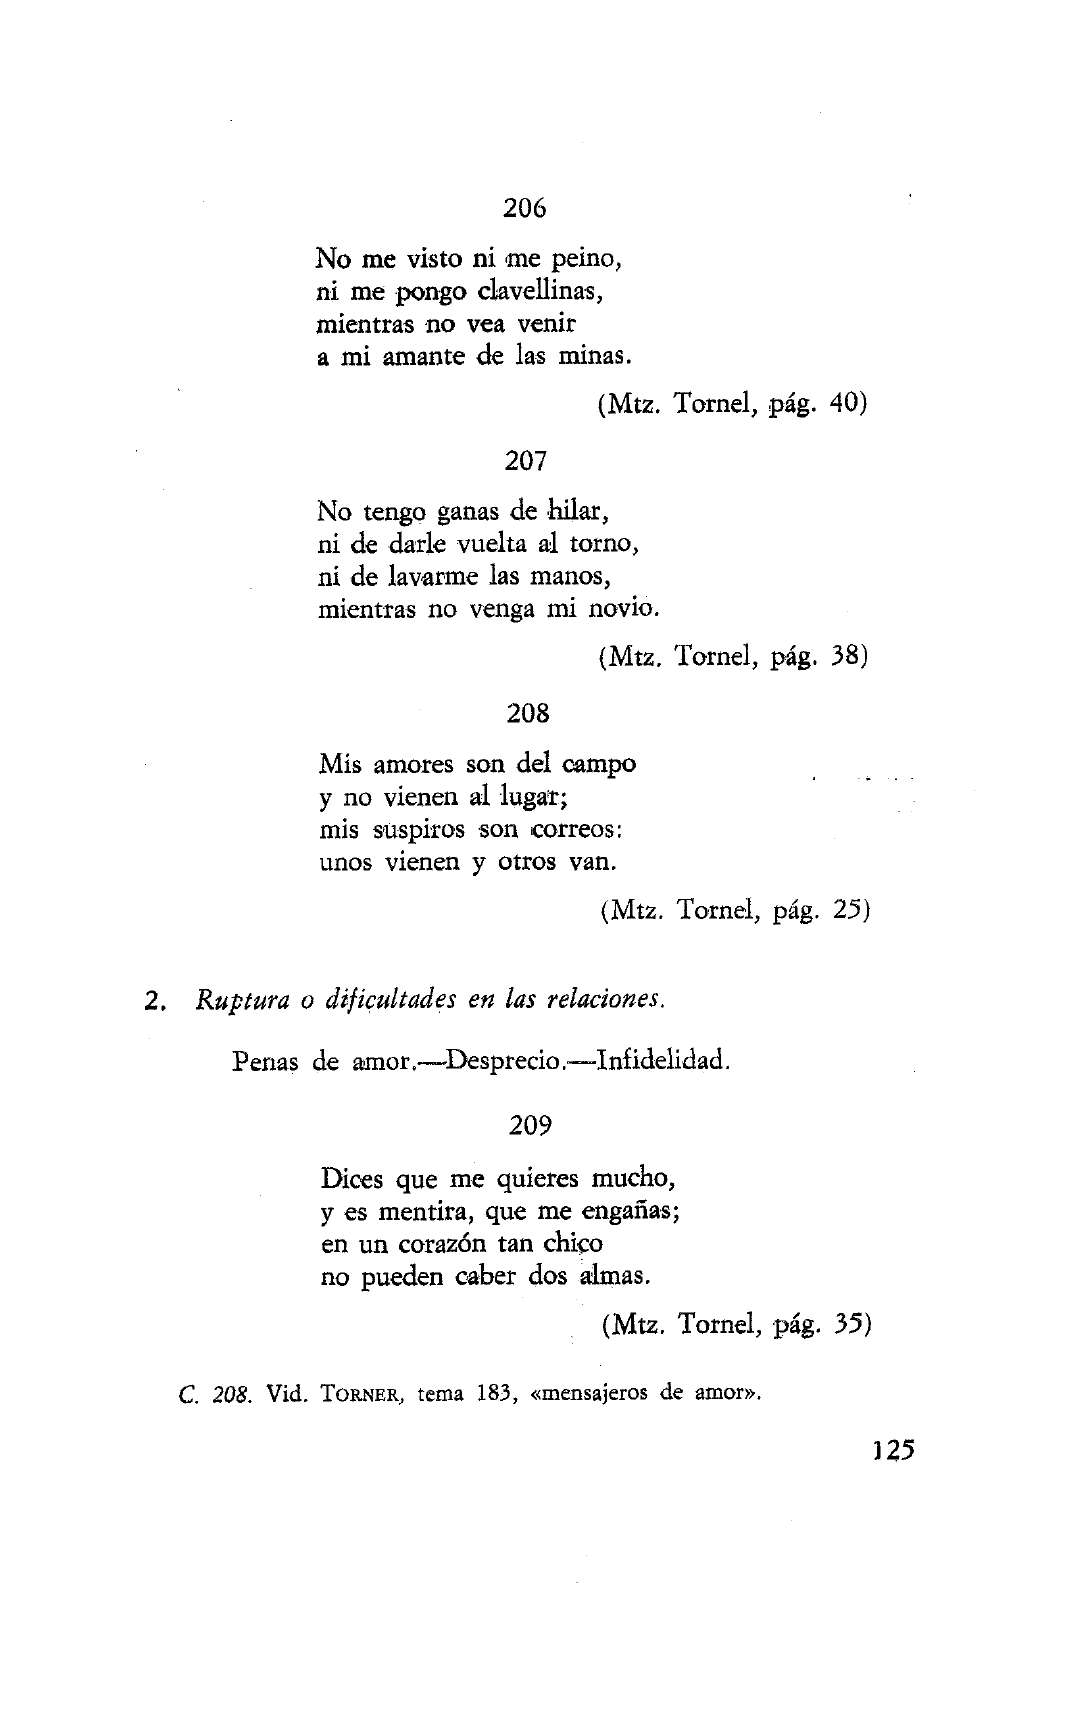 206
No me visto ni me peino,
ni me pongo clavellinas,
mientras no vea venir
a mi amante de las minas.
(Mtz. Tornel, pág. 40)
207
No tengo ganas de hilar,
ni de darle vuelta al torno,
ni de lavarme las manos,
mientras no venga mi novio.
(Mtz. Tornel, pág. 38)
208
Mis amores son del campo
y no vienen al lugar;
mis suspiros son correos:
unos vienen y otros van.
(Mtz. Tornel, pág. 25)
2. Ruptura o dificultades en las relaciones.
Penas de amor.—Desprecio.—Infidelidad.
209
Dices que me quieres mucho,
y es mentira, que me engañas;
en un corazón tan chico
no pueden caber dos almas.
(Mtz. Tornel, pág. 35)
C. 208. Vid. TORNER, tema 183, «mensajeros de amor».
125